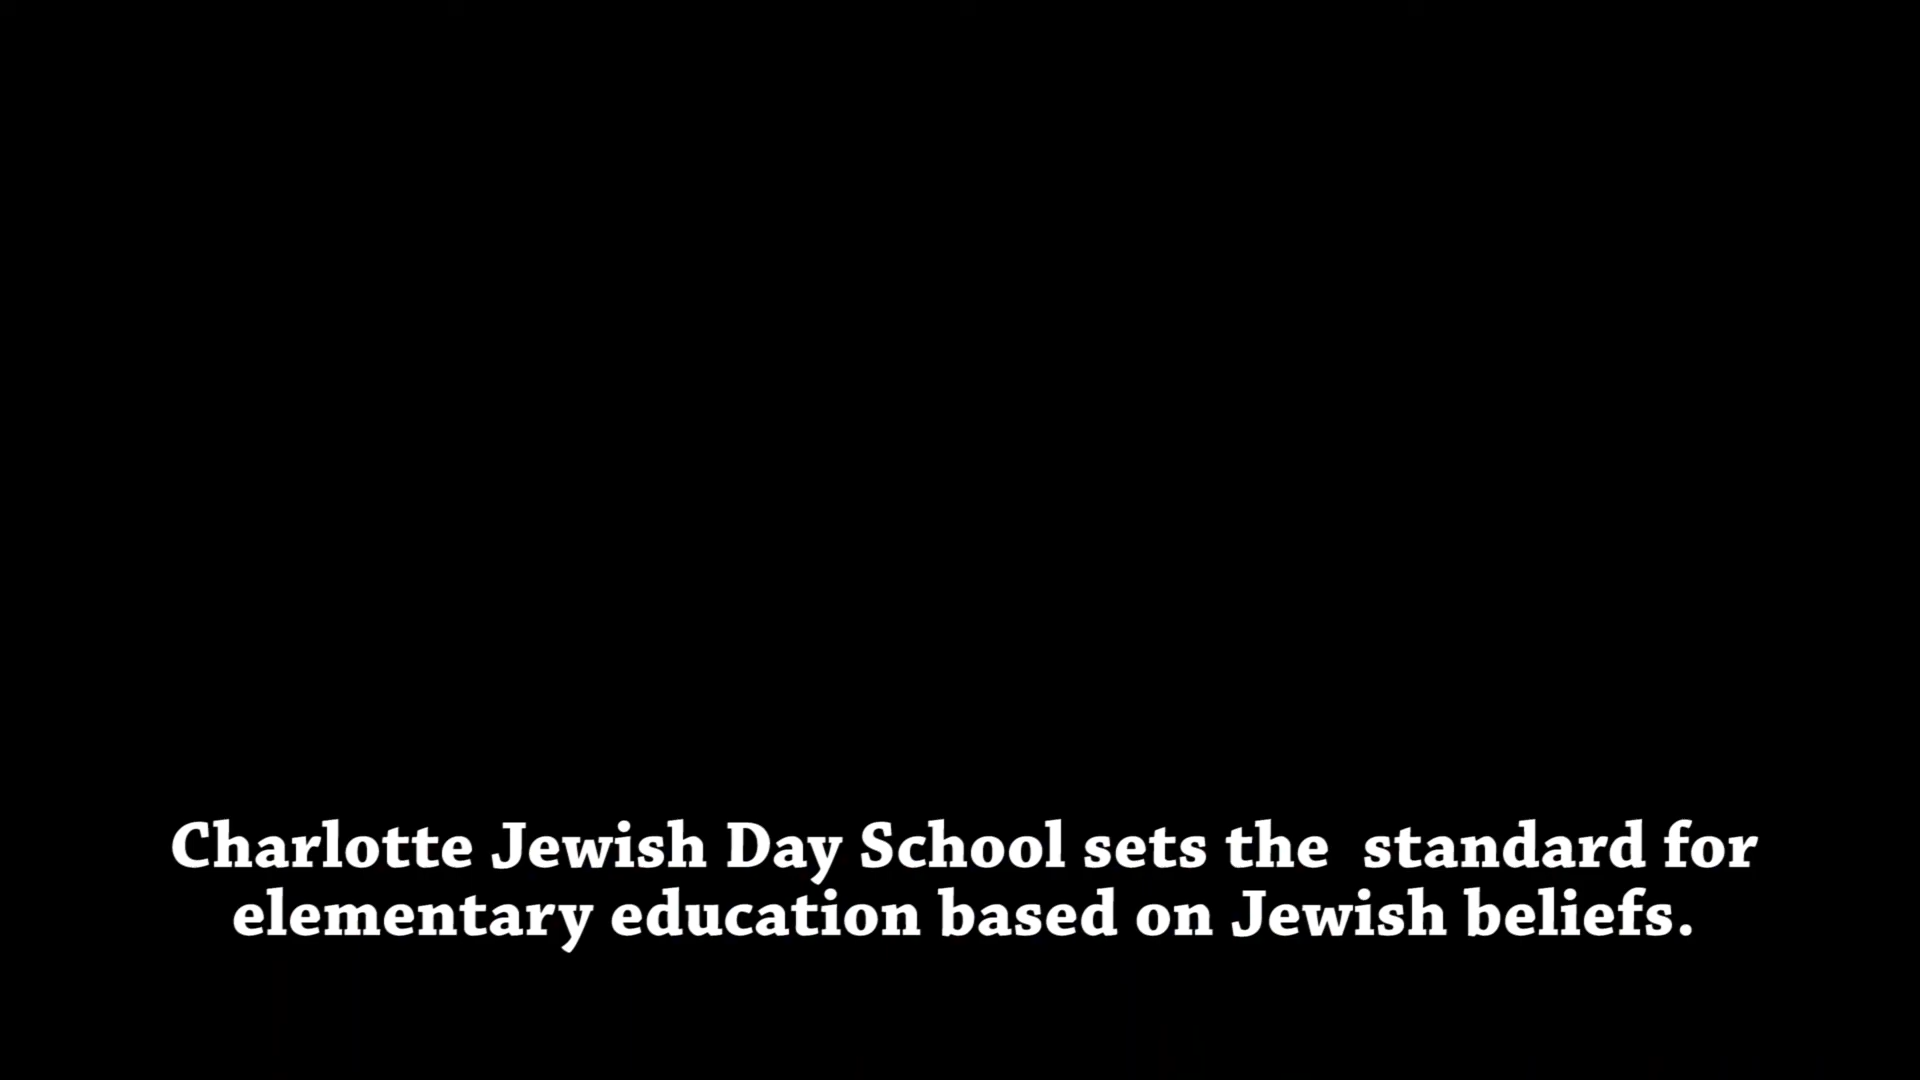 Charlotte Jewish Day School sets the  standard for
elementary education based on Jewish beliefs.